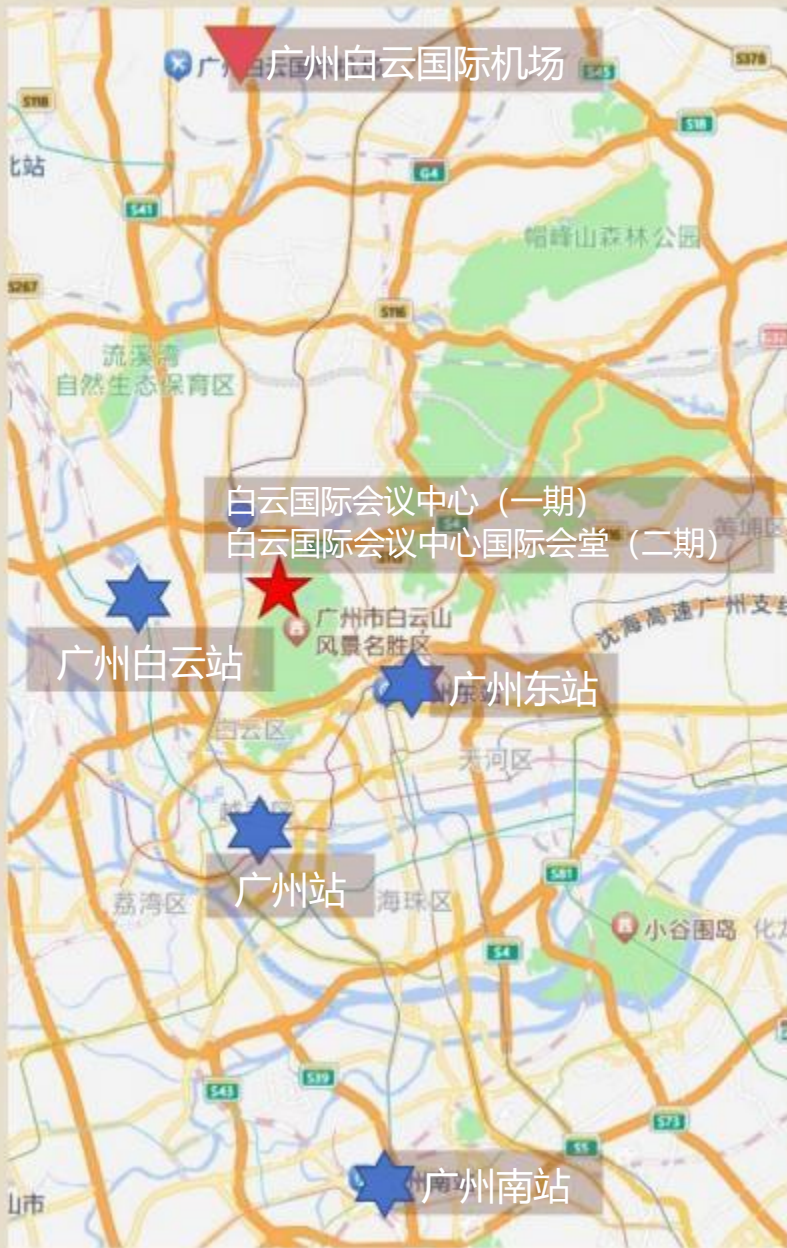 广州白云国际机场
S45
S378
S118
S18
北站
G4
S41
帽峰山森林公园
S267
S116
流溪湾
自然生态保育区
白云国际会议中心（一期）
白云国际会议中心国际会堂（二期）
黄埔区
沈海高速广州支线
广州市白云山
风景名胜区
广州白云站
广州东站
白云区
天河区
越秀区
广州站
荔湾区
海珠区
S81
小谷围岛
化龙
S4
S39
S43
S73
S5
广州南站
山市